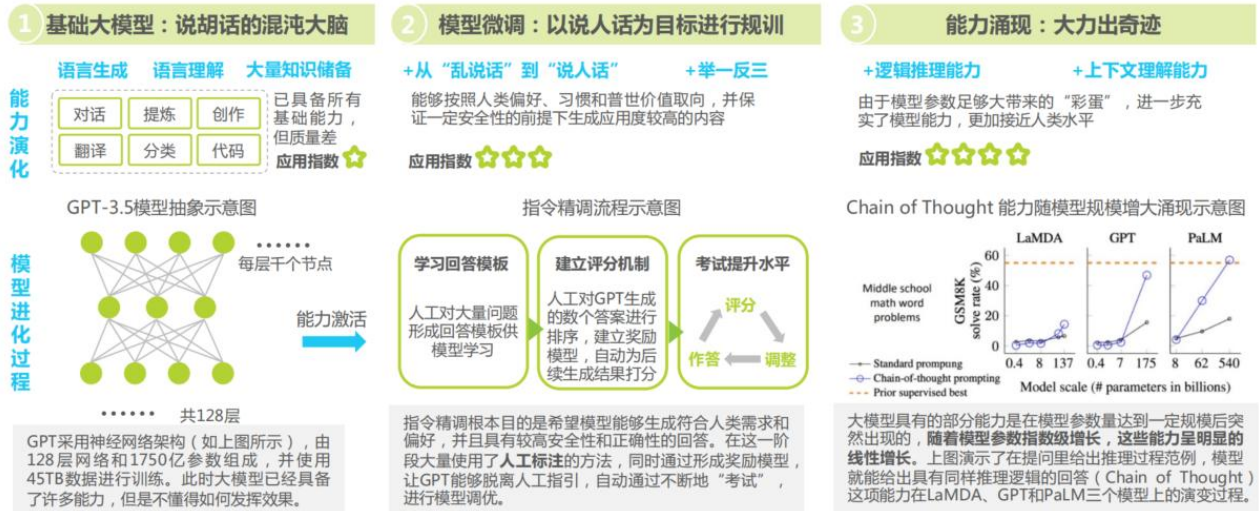 1 基础大模型：说胡话的混沌大脑
能力演化
语言生成 语言理解 大量知识储备
对话 提炼 创作
翻译 分类 代码
已具备所有
基础能力，
但质量差
应用指数
模型进化过程
GPT-3.5模型抽象示意图
……
每层千个节点
能力激活
…… 共128层
GPT采用神经网络架构（如上图所示），由
128层网络和1750亿参数组成，并使用
45TB数据进行训练。此时大模型已经具备
了许多能力，但是不懂得如何发挥效果。
2 模型微调：以说人话为目标进行规训
+从“乱说话”到“说人话” +举一反三
能够按照人类偏好、习惯和普世价值取向，并保
证一定安全性的前提下生成应用度较高的内容
应用指数
指令精调流程示意图
学习回答模板
人工对大量问题
形成回答模板供
模型学习
建立评分机制
人工对GPT生成
的数个答案进行
排序，建立奖励
模型，自动为后
续生成结果打分
考试提升水平
评分
作答 调整
指令精调根本目的是希望模型能够生成符合人类需求和
偏好，并且具有较高安全性和正确性的回答。在这一阶
段大量使用了人工标注的方法，同时通过形成奖励模型，
让GPT能够脱离人工指引，自动通过不断地“考试”，
进行模型调优。
3 能力涌现：大力出奇迹
+逻辑推理能力 +上下文理解能力
由于模型参数足够大带来的“彩蛋”，进一步充
实了模型能力，更加接近人类水平
应用指数
Chain of Thought 能力随模型规模增大涌现示意图
LaMDA GPT PaLM
Middle school
math word
problems
GSM8K
solve rate (%)
60
40
20
0
0.4 8 137 0.4 7 175 8 62 540
Model scale (# parameters in billions)
Standard prompung
Chain-of-thought prompting
Prior supervised best
大模型具有的部分能力是在模型参数量达到一定规模后突
然出现的，随着模型参数指数级增长，这些能力呈明显的
线性增长。上图演示了在提问里给出推理过程范例，模型
就能给出具有同样推理逻辑的回答（Chain of Thought）
这项能力在LaMDA、GPT和PaLM三个模型上的演变过程。